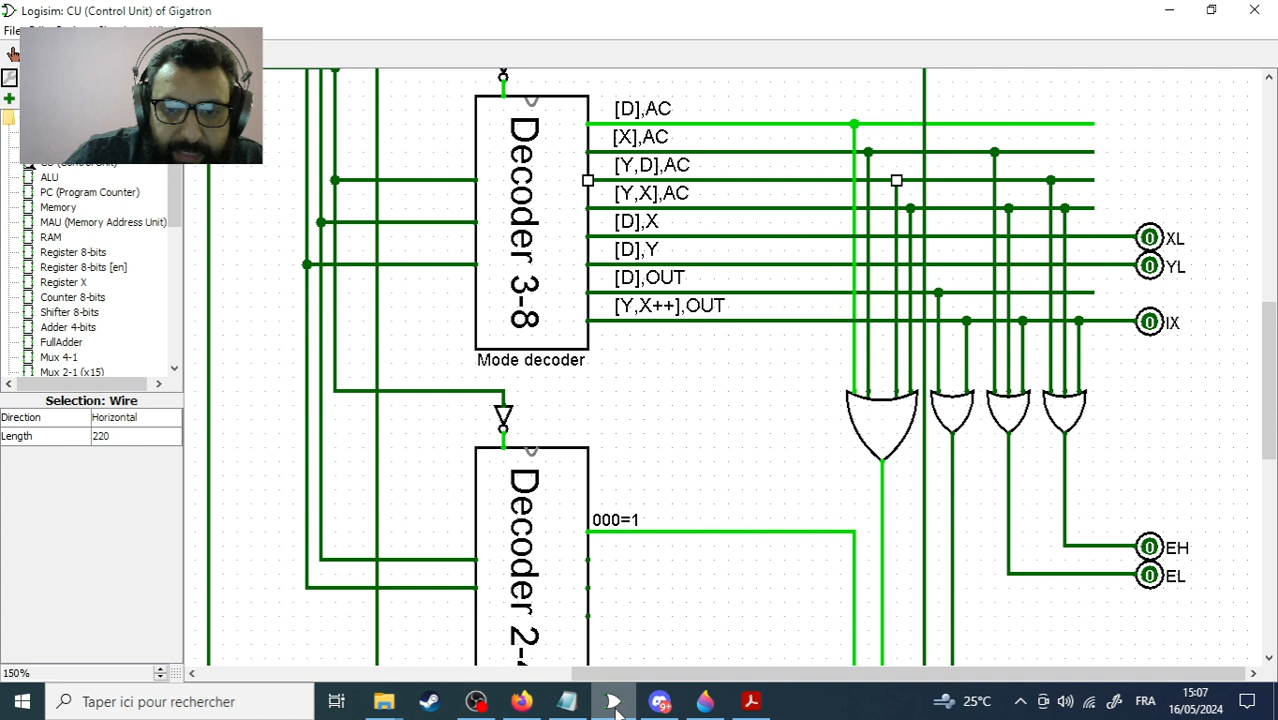 Logisim: CU (Control Unit) of Gigatron
File
ALU
PC (Program Counter)
Memory
MAU (Memory Address Unit)
RAM
Register 8-bits
Register 8-bits [en]
Register X
Counter 8-bits
Shifter 8-bits
Adder 4-bits
FullAdder
Mux 4-1
Mux 2-1 (x15)
Selection: Wire
Direction Horizontal
Length 220
150%
Decoder 3-8
Mode decoder
[D],AC
[X],AC
[Y,D],AC
[Y,X],AC
[D],X
[D],Y
[D],OUT
[Y,X++],OUT
0 XL
0 YL
0 IX
000=1
0 EH
0 EL
Taper ici pour rechercher
9+
25°C
FRA
15:07
16/05/2024